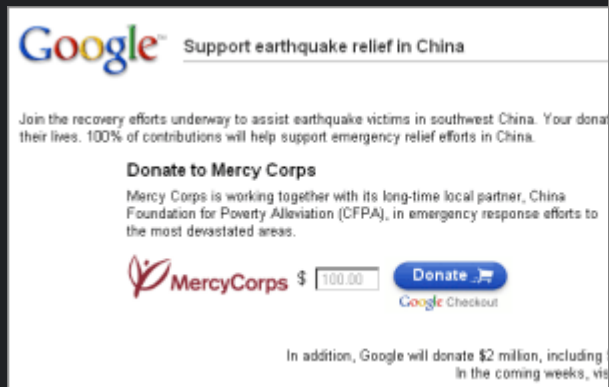 Google™ Support earthquake relief in China
Join the recovery efforts underway to assist earthquake victims in southwest China. Your
their lives. 100% of contributions will help support emergency relief efforts in China.
Donate to Mercy Corps
Mercy Corps is working together with its long-time local partner, China
Foundation for Poverty Alleviation (CFPA), in emergency response efforts to
the most devastated areas.
MercyCorps $ 100.00 Donate
Google Checkout
In addition, Google will donate $2 million, including
In the coming weeks,